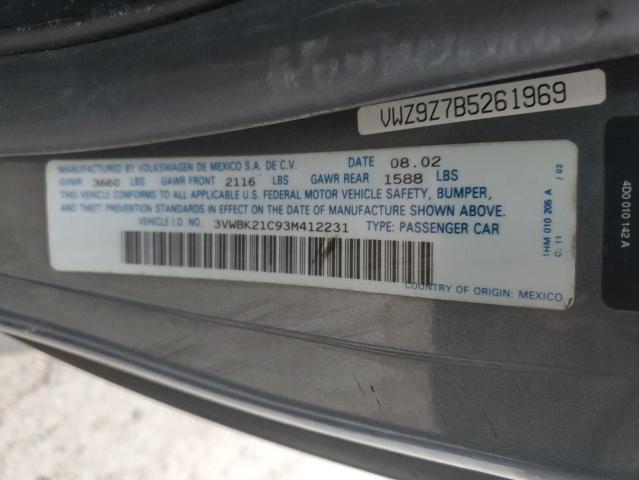 VWZ9Z7B5261969
MANUFACTURED BY VOLKSWAGEN DE MEXICO S.A. DE C.V. DATE 08.02
GVWR 3660 LBS GAWR FRONT 2116 LBS GAWR REAR 1588 LBS
THIS VEHICLE CONFORMS TO ALL APPLICABLE U.S. FEDERAL MOTOR VEHICLE SAFETY, BUMPER,
AND THEFT PREVENTION STANDARDS IN EFFECT ON THE DATE OF MANUFACTURE SHOWN ABOVE.
VEHICLE I.D. NO. 3VWBK21C93M412231 TYPE: PASSENGER CAR
COUNTRY OF ORIGIN: MEXICO
1HM 010 205 A
C: 11 / 02
4D0 010 142 A